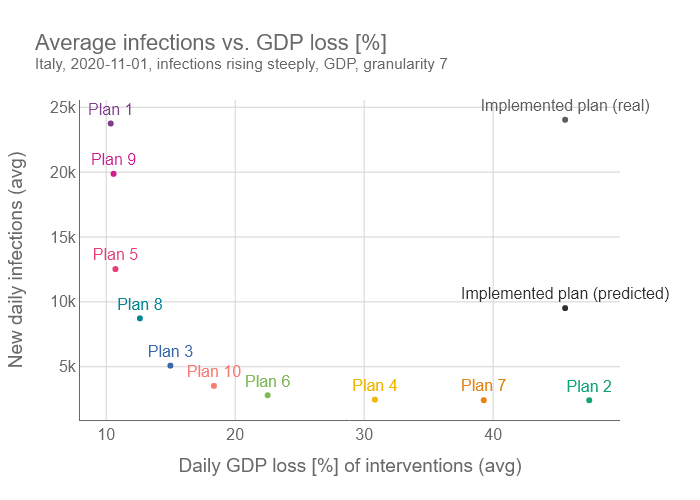 Average infections vs. GDP loss [%]
Italy, 2020-11-01, infections rising steeply, GDP, granularity 7
25k
Plan 1
Implemented plan (real)
Plan 9
20k
15k
Plan 5
10k
Plan 8
Implemented plan (predicted)
5k
Plan 3
Plan 10
Plan 6
Plan 4
Plan 7
Plan 2
10
20
30
40
New daily infections (avg)
Daily GDP loss [%] of interventions (avg)